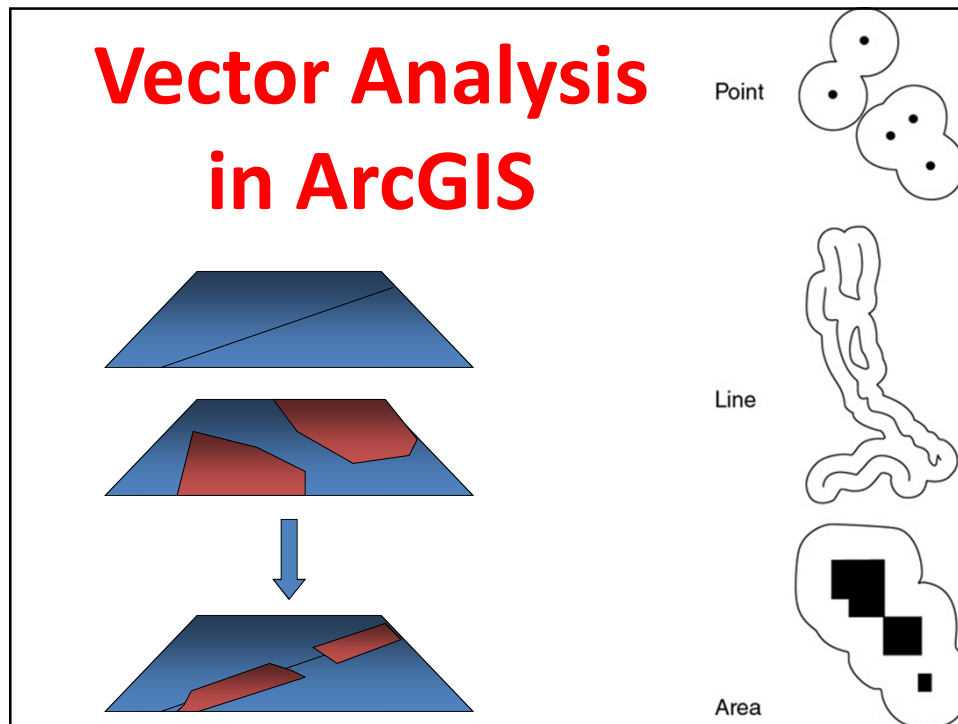 Vector Analysis
in ArcGIS
Point
Line
Area